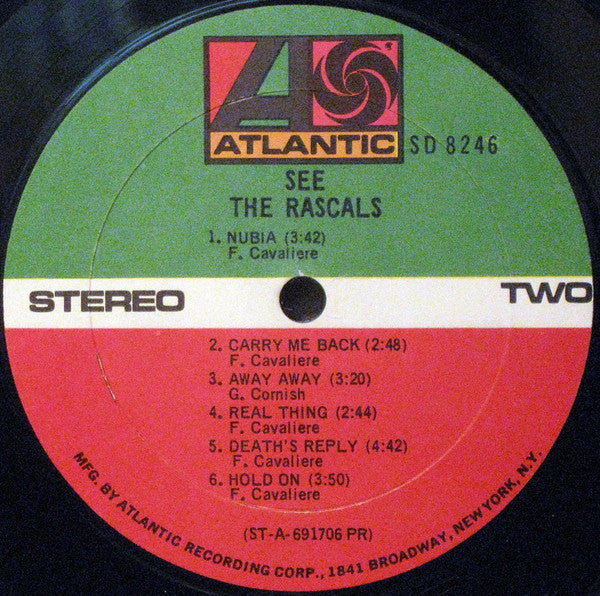 ATLANTIC SD 8246
SEE
THE RASCALS
1. NUBIA (3:42)
F. Cavaliere
STEREO TWO
2. CARRY ME BACK (2:48)
F. Cavaliere
3. AWAY AWAY (3:20)
G. Cornish
4. REAL THING (2:44)
F. Cavaliere
5. DEATH'S REPLY (4:42)
F. Cavaliere
6. HOLD ON (3:50)
F. Cavaliere
(ST-A-691706 PR)
MFG. BY ATLANTIC RECORDING CORP., 1841 BROADWAY, NEW YORK, N.Y.